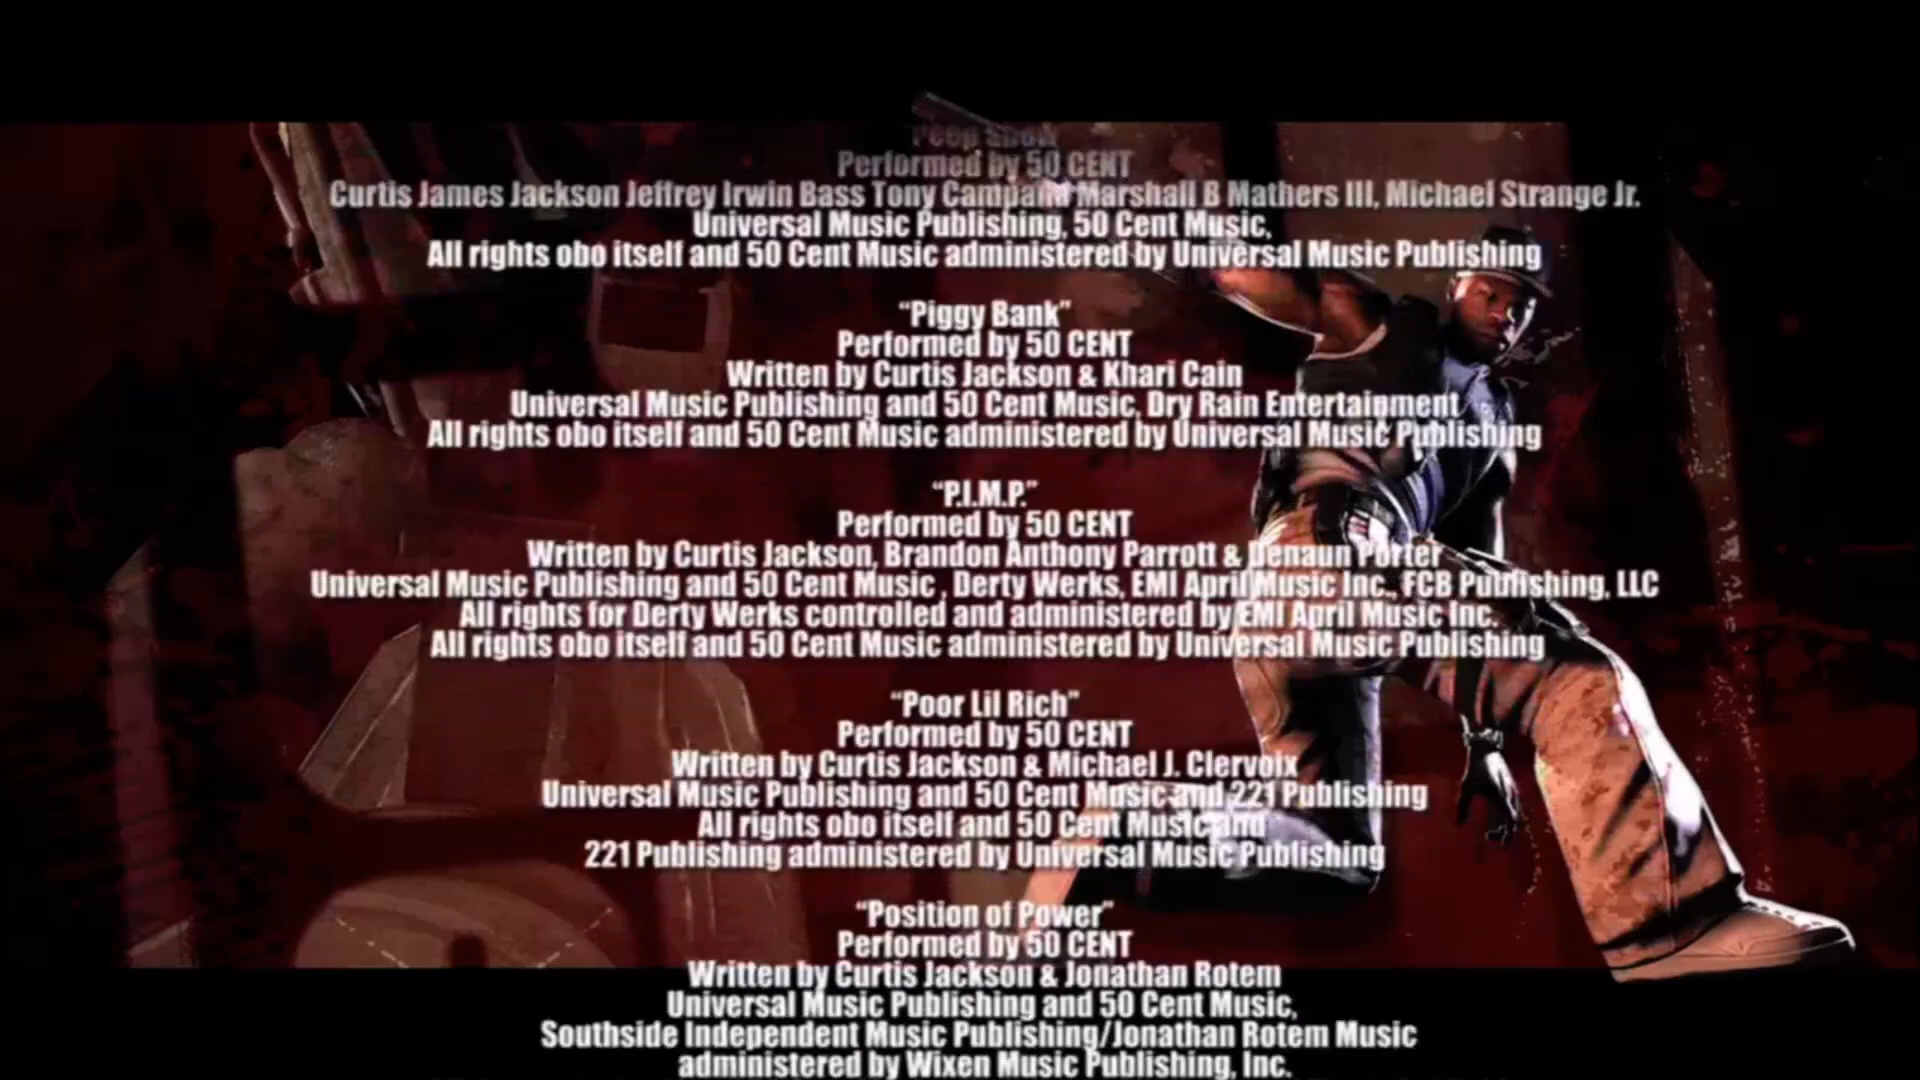 Peep Show
Performed by 50 CENT
Curtis James Jackson Jeffrey Irwin Bass Tony Campana Marshall B Mathers III, Michael Strange Jr.
Universal Music Publishing, 50 Cent Music,
All rights obo itself and 50 Cent Music administered by Universal Music Publishing
“Piggy Bank”
Performed by 50 CENT
Written by Curtis Jackson & Khari Cain
Universal Music Publishing and 50 Cent Music, Dry Rain Entertainment
All rights obo itself and 50 Cent Music administered by Universal Music Publishing
“P.I.M.P.”
Performed by 50 CENT
Written by Curtis Jackson, Brandon Anthony Parrott & Denaun Porter
Universal Music Publishing and 50 Cent Music , Derty Werks, EMI April Music Inc., FCB Publishing, LLC
All rights for Derty Werks controlled and administered by EMI April Music Inc.
All rights obo itself and 50 Cent Music administered by Universal Music Publishing
“Poor Lil Rich”
Performed by 50 CENT
Written by Curtis Jackson & Michael J. Clervoix
Universal Music Publishing and 50 Cent Music and 221 Publishing
All rights obo itself and 50 Cent Music and
221 Publishing administered by Universal Music Publishing
“Position of Power”
Performed by 50 CENT
Written by Curtis Jackson & Jonathan Rotem
Universal Music Publishing and 50 Cent Music,
Southside Independent Music Publishing/Jonathan Rotem Music
administered by Wixen Music Publishing, Inc.